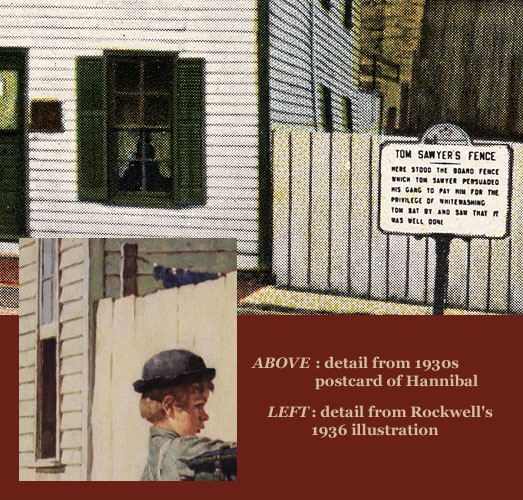 TOM SAWYER'S FENCE
HERE STOOD THE BOARD FENCE
WHICH TOM SAWYER PERSUADED
HIS GANG TO PAY HIM FOR THE
PRIVILEGE OF WHITEWASHING
TOM SAT BY AND SAW THAT IT
WAS WELL DONE
ABOVE : detail from 1930s
postcard of Hannibal
LEFT : detail from Rockwell's
1936 illustration